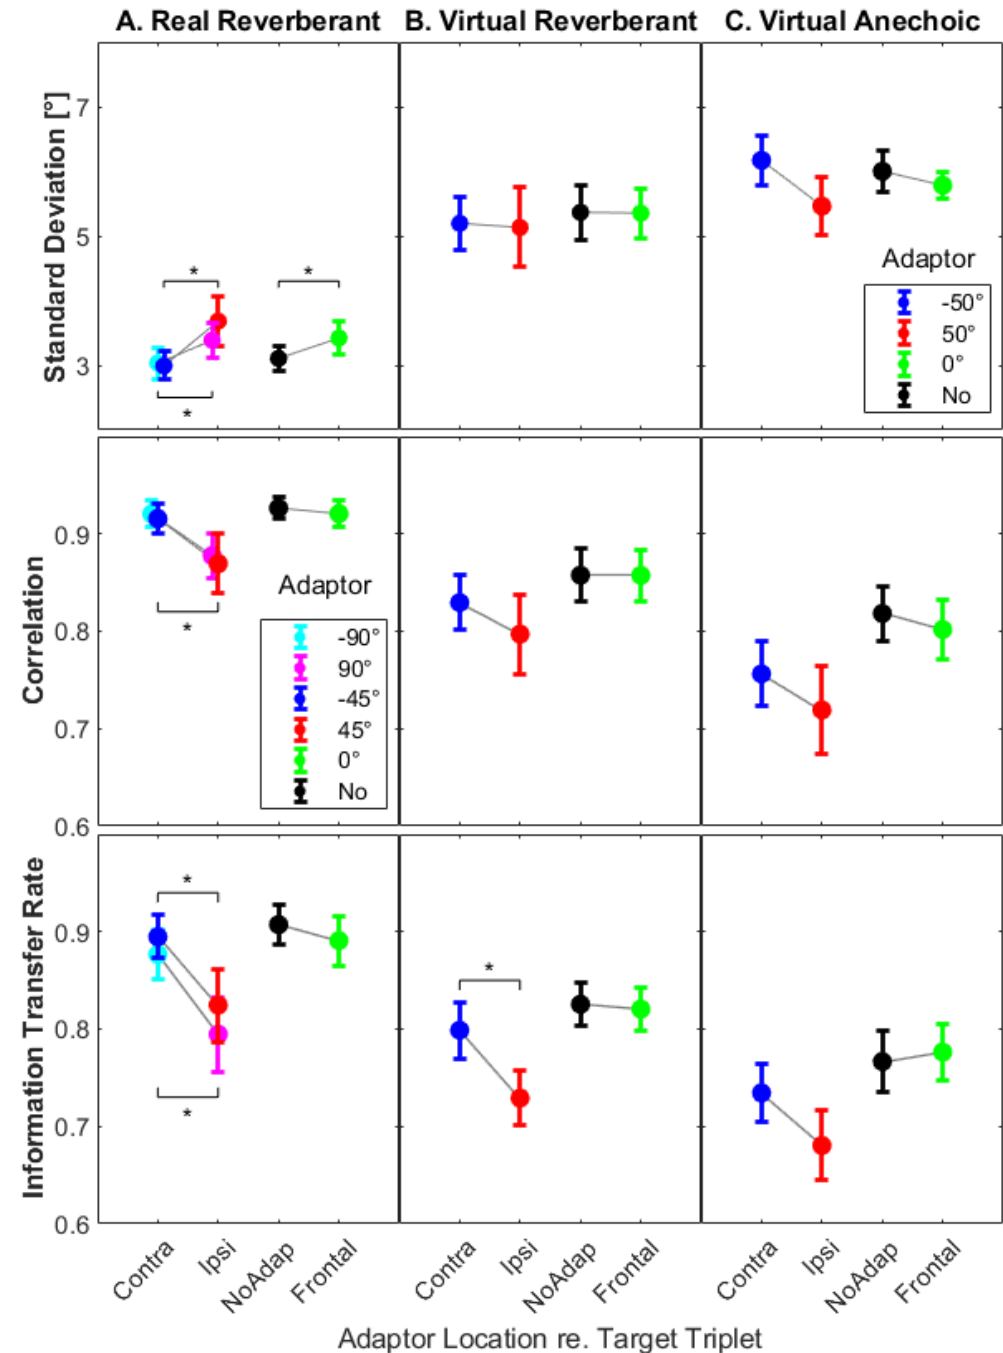 A. Real Reverberant
B. Virtual Reverberant
C. Virtual Anechoic
Standard Deviation [°]
7
5
3
*
*
*
Adaptor
-50°
50°
0°
No
Correlation
0.9
0.8
0.7
0.6
*
Adaptor
-90°
90°
-45°
45°
0°
No
Information Transfer Rate
0.9
0.8
0.7
0.6
*
*
*
Contra
Ipsi
NoAdap
Frontal
Contra
Ipsi
NoAdap
Frontal
Contra
Ipsi
NoAdap
Frontal
Adaptor Location re. Target Triplet